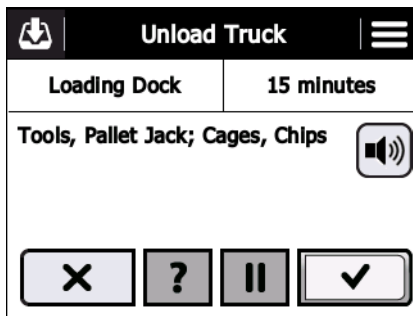 Unload Truck
Loading Dock 15 minutes
Tools, Pallet Jack; Cages, Chips
?